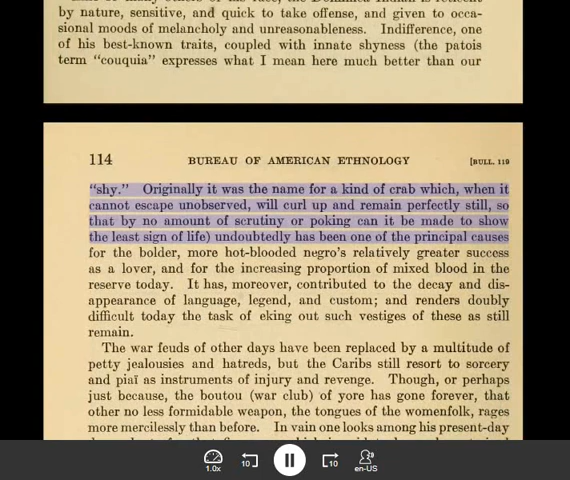 by nature, sensitive, and quick to take offense, and given to occa-
sional moods of melancholy and unreasonableness. Indifference, one
of his best-known traits, coupled with innate shyness (the patois
term "couquia" expresses what I mean here much better than our
114 BUREAU OF AMERICAN ETHNOLOGY [BULL. 119
"shy." Originally it was the name for a kind of crab which, when it
cannot escape unobserved, will curl up and remain perfectly still, so
that by no amount of scrutiny or poking can it be made to show
the least sign of life) undoubtedly has been one of the principal causes
for the bolder, more hot-blooded negro's relatively greater success
as a lover, and for the increasing proportion of mixed blood in the
reserve today. It has, moreover, contributed to the decay and dis-
appearance of language, legend, and custom; and renders doubly
difficult today the task of eking out such vestiges of these as still
remain.
The war feuds of other days have been replaced by a multitude of
petty jealousies and hatreds, but the Caribs still resort to sorcery
and piaï as instruments of injury and revenge. Though, or perhaps
just because, the boutou (war club) of yore has gone forever, that
other no less formidable weapon, the tongues of the womenfolk, rages
more mercilessly than before. In vain one looks among his present-day
1.0x 10 10 en-US